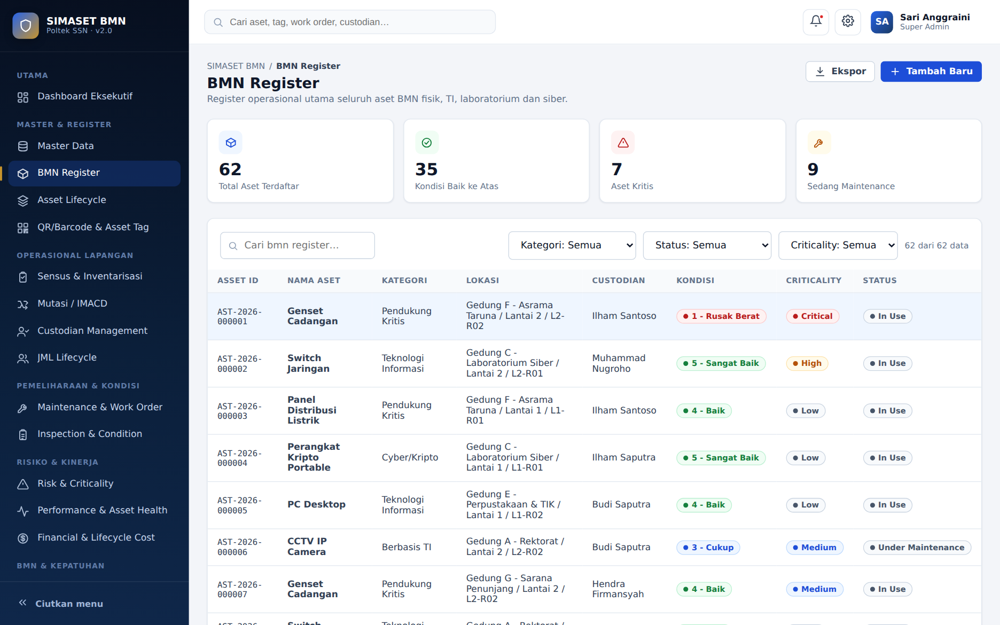 SIMASET BMN
Poltek SSN · v2.0
UTAMA
Dashboard Eksekutif
MASTER & REGISTER
Master Data
BMN Register
Asset Lifecycle
QR/Barcode & Asset Tag
OPERASIONAL LAPANGAN
Sensus & Inventarisasi
Mutasi / IMACD
Custodian Management
JML Lifecycle
PEMELIHARAAN & KONDISI
Maintenance & Work Order
Inspection & Condition
RISIKO & KINERJA
Risk & Criticality
Performance & Asset Health
Financial & Lifecycle Cost
BMN & KEPATUHAN
Ciutkan menu
Cari aset, tag, work order, custodian…
SA
Sari Anggraini
Super Admin
SIMASET BMN / BMN Register
BMN Register
Register operasional utama seluruh aset BMN fisik, TI, laboratorium dan siber.
Ekspor
Tambah Baru
62
Total Aset Terdaftar
35
Kondisi Baik ke Atas
7
Aset Kritis
9
Sedang Maintenance
Cari bmn register…
Kategori: Semua
Status: Semua
Criticality: Semua
62 dari 62 data
ASSET ID NAMA ASET KATEGORI LOKASI CUSTODIAN KONDISI CRITICALITY STATUS
AST-2026-
000001
Genset
Cadangan
Pendukung
Kritis
Gedung F - Asrama
Taruna / Lantai 2 / L2-
R02
Ilham Santoso
1 - Rusak Berat
Critical
In Use
AST-2026-
000002
Switch
Jaringan
Teknologi
Informasi
Gedung C -
Laboratorium Siber /
Lantai 2 / L2-R01
Muhammad
Nugroho
5 - Sangat Baik
High
In Use
AST-2026-
000003
Panel
Distribusi
Listrik
Pendukung
Kritis
Gedung F - Asrama
Taruna / Lantai 1 / L1-
R01
Ilham Santoso
4 - Baik
Low
In Use
AST-2026-
000004
Perangkat
Kripto
Portable
Cyber/Kripto
Gedung C -
Laboratorium Siber /
Lantai 1 / L1-R01
Ilham Saputra
5 - Sangat Baik
Low
In Use
AST-2026-
000005
PC Desktop
Teknologi
Informasi
Gedung E -
Perpustakaan & TIK /
Lantai 1 / L1-R02
Budi Saputra
4 - Baik
Low
In Use
AST-2026-
000006
CCTV IP
Camera
Berbasis TI
Gedung A - Rektorat /
Lantai 2 / L2-R02
Budi Saputra
3 - Cukup
Medium
Under Maintenance
AST-2026-
000007
Genset
Cadangan
Pendukung
Kritis
Gedung G - Sarana
Penunjang / Lantai 2 /
L2-R02
Hendra
Firmansyah
4 - Baik
Medium
In Use
AST-2026-
Switch
Teknologi
Gedung A - Rektorat /